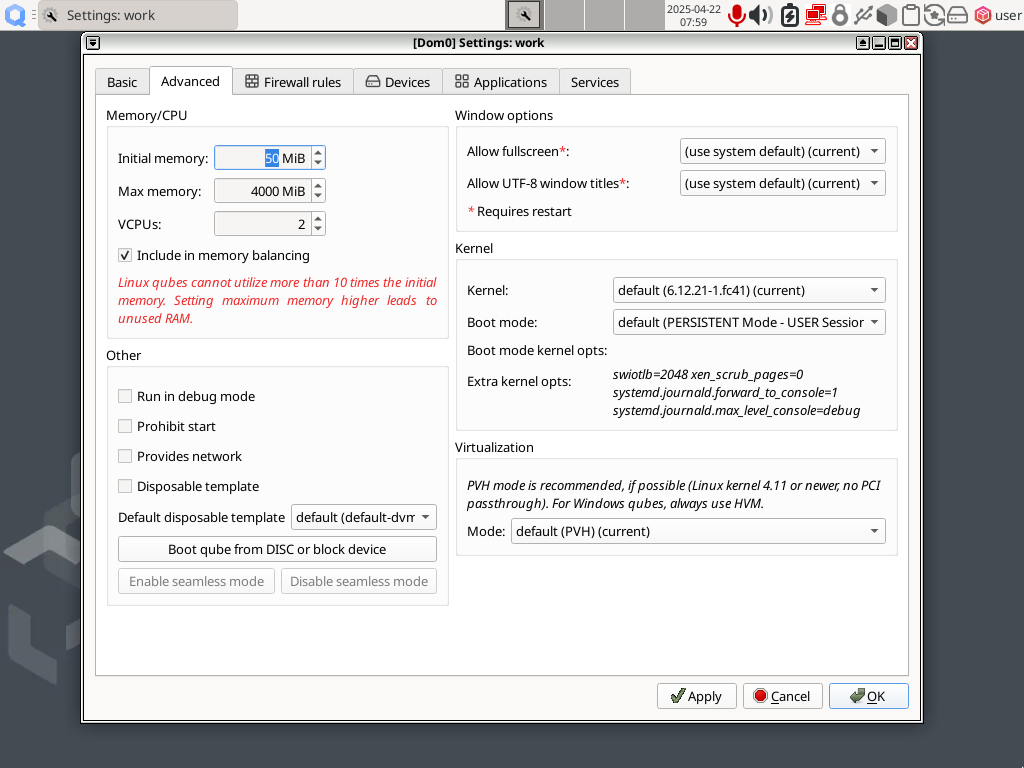 Settings: work
2025-04-22
07:59
user
[Dom0] Settings: work
Basic
Advanced
Firewall rules
Devices
Applications
Services
Memory/CPU
Initial memory:
50 MiB
Max memory:
4000 MiB
VCPUs:
2
Include in memory balancing
Linux qubes cannot utilize more than 10 times the initial
memory. Setting maximum memory higher leads to
unused RAM.
Other
Run in debug mode
Prohibit start
Provides network
Disposable template
Default disposable template
default (default-dvm
Boot qube from DISC or block device
Enable seamless mode
Disable seamless mode
Window options
Allow fullscreen*:
(use system default) (current)
Allow UTF-8 window titles*:
(use system default) (current)
* Requires restart
Kernel
Kernel:
default (6.12.21-1.fc41) (current)
Boot mode:
default (PERSISTENT Mode - USER Session
Boot mode kernel opts:
Extra kernel opts:
swiotlb=2048 xen_scrub_pages=0
systemd.journald.forward_to_console=1
systemd.journald.max_level_console=debug
Virtualization
PVH mode is recommended, if possible (Linux kernel 4.11 or newer, no PCI
passthrough). For Windows qubes, always use HVM.
Mode:
default (PVH) (current)
Apply
Cancel
OK